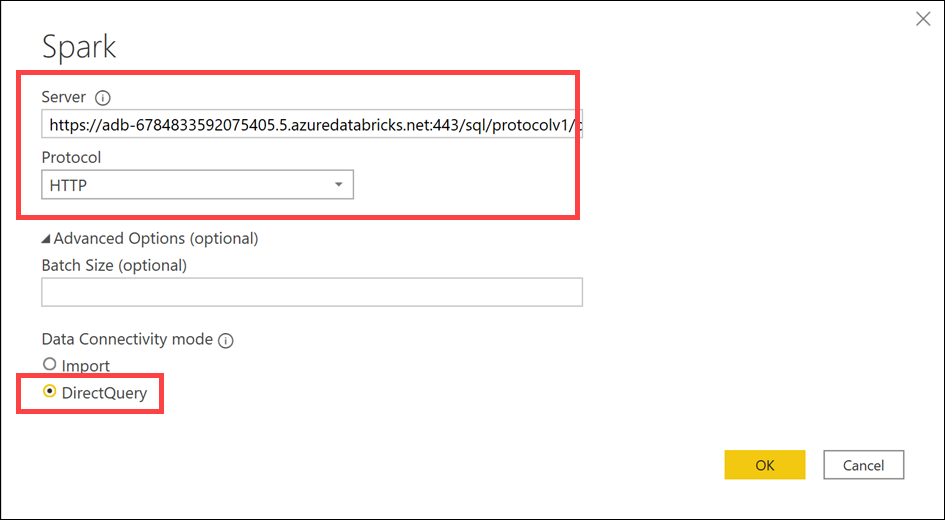 Spark
Server
https://adb-6784833592075405.5.azuredatabricks.net:443/sql/protocolv1/
Protocol
HTTP
Advanced Options (optional)
Batch Size (optional)
Data Connectivity mode
Import
DirectQuery
OK Cancel